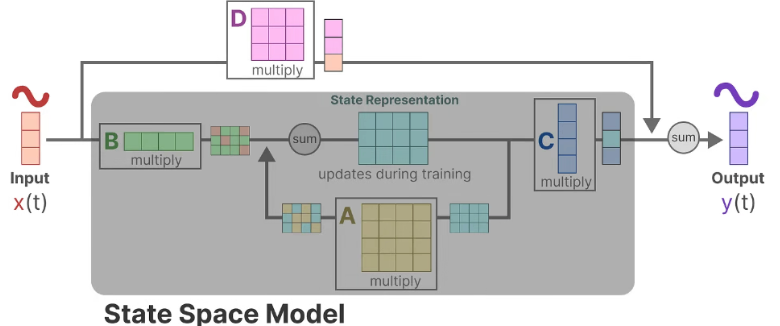 D
multiply
State Representation
B
multiply
sum
updates during training
C
multiply
sum
Input
x(t)
Output
y(t)
A
multiply
State Space Model